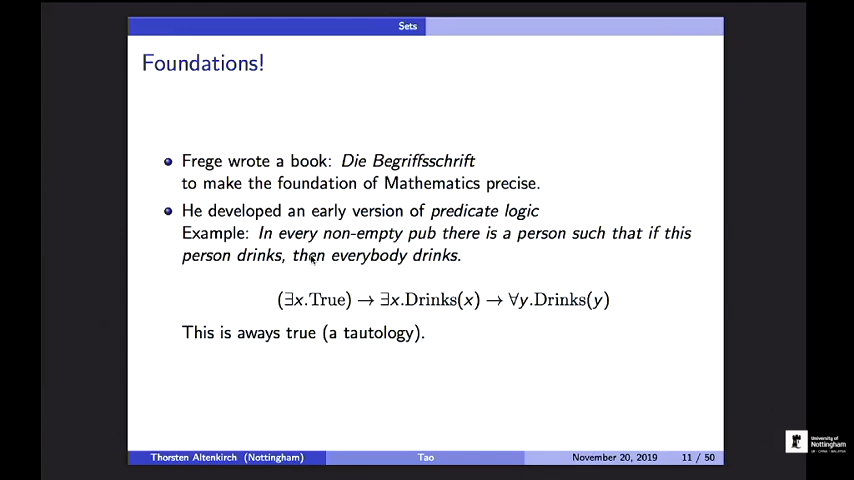 Sets
Foundations!
Frege wrote a book: Die Begriffsschrift
to make the foundation of Mathematics precise.
He developed an early version of predicate logic
Example: In every non-empty pub there is a person such that if this
person drinks, then everybody drinks.
(∃x.True) → ∃x.Drinks(x) → ∀y.Drinks(y)
This is aways true (a tautology).
University of
Nottingham
Thorsten Altenkirch (Nottingham) Tao November 20, 2019 11 / 50